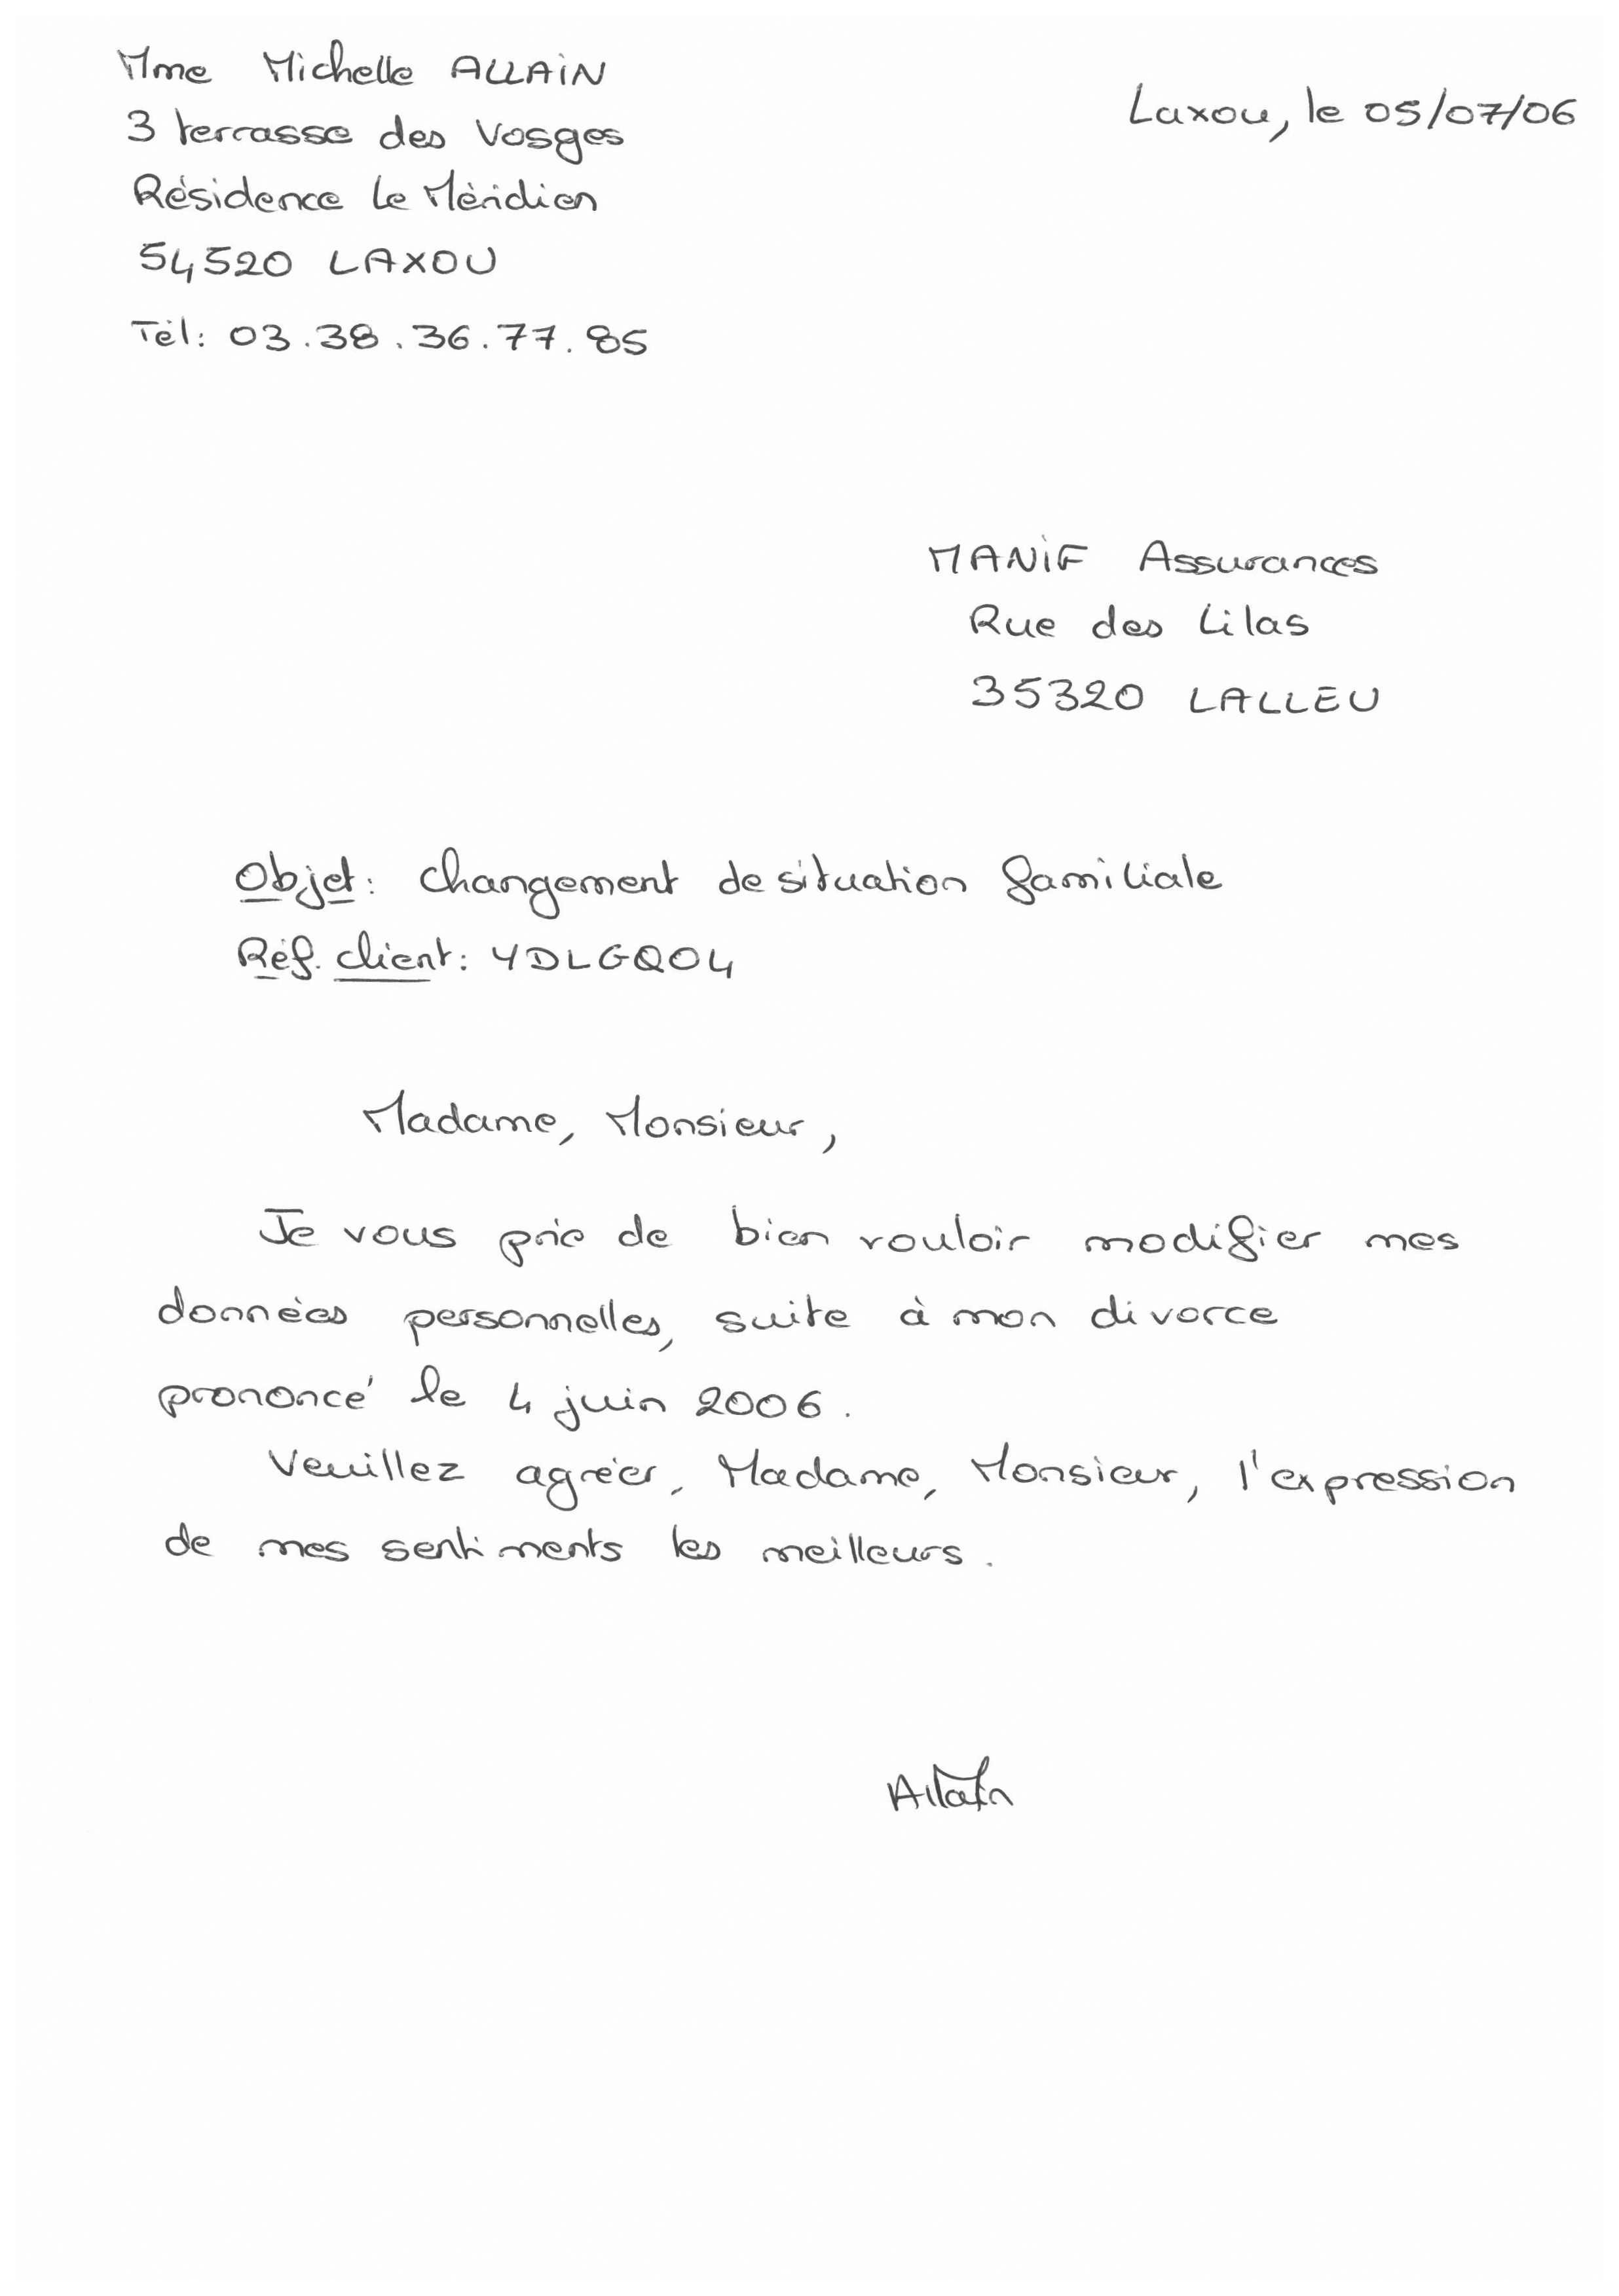 Mme Michelle ALLAIN
3 terrasse des Vosges
Résidence Le Méridien
54520 LAXOU
Tél: 03.38.36.77.85
Laxou, le 05/07/06
MANIF Assurances
Rue des Lilas
35320 LALLEU
Objet: changement de situation familiale
Réf. client: YDLGQ04
Madame, Monsieur,
Je vous prie de bien vouloir modifier mes
données personnelles, suite à mon divorce
prononcé le 4 juin 2006.
Veuillez agréer, Madame, Monsieur, l'expression
de mes sentiments les meilleurs.
Allain